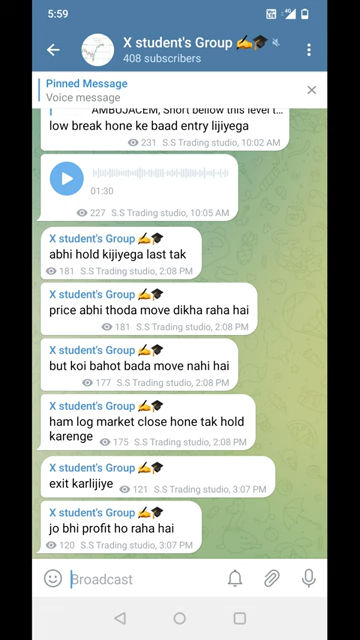 5:59
X student's Group ✍️🎓
408 subscribers
Pinned Message
Voice message
AMBUJACEM, Short bellow this level t...
low break hone ke baad entry lijiyega
231 S.S Trading studio, 10:02 AM
01:30
227 S.S Trading studio, 10:05 AM
X student's Group ✍️🎓
abhi hold kijiyega last tak
181 S.S Trading studio, 2:08 PM
X student's Group ✍️🎓
price abhi thoda move dikha raha hai
181 S.S Trading studio, 2:08 PM
X student's Group ✍️🎓
but koi bahot bada move nahi hai
177 S.S Trading studio, 2:08 PM
X student's Group ✍️🎓
ham log market close hone tak hold
karenge 175 S.S Trading studio, 2:08 PM
X student's Group ✍️🎓
exit karlijiye 121 S.S Trading studio, 3:07 PM
X student's Group ✍️🎓
jo bhi profit ho raha hai
120 S.S Trading studio, 3:07 PM
Broadcast